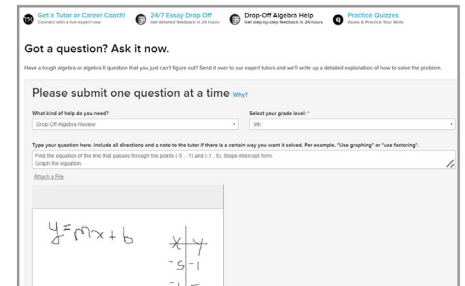 Get a Tutor or Career Coach!
Connect with a live expert now
24/7 Essay Drop Off
Get detailed feedback in 24 hours
Drop-Off Algebra Help
Get step-by-step feedback in 24 hours
Practice Quizzes
Asses & Practice Your Skills
Got a question? Ask it now.
Have a tough algebra or algebra II question that you just can't figure out? Send it over to our expert tutors and we'll write up a detailed explanation of how to solve the problem.
Please submit one question at a time Why?
What kind of help do you need?
Select your grade level: *
Drop-Off Algebra Review
9th
Type your question here. Include all directions and a note to the tutor if there is a certain way you want it solved. For example, "Use graphing" or "use factoring".
Find the equation of the line that passes through the points (-5 , -1) and (-1 , 5). Slope-intercept form.
Graph the equation.
Attach a File
y=mx+b
X Y
-5 -1